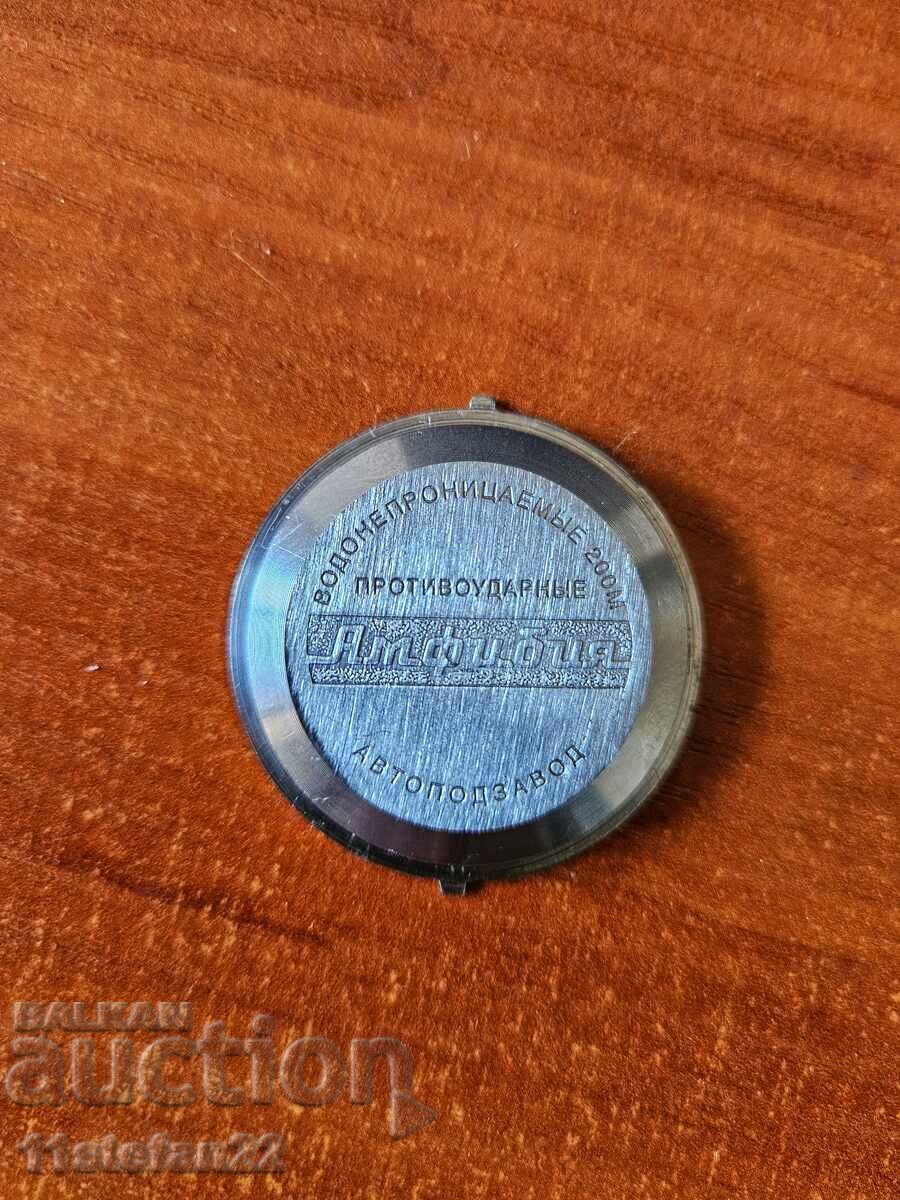 ВОДОНЕПРОНИЦАЕМЫЕ 200М
ПРОТИВОУДАРНЫЕ
Амфибия
АВТОПОДЗАВОД
BALKAN
auction
11stefan22